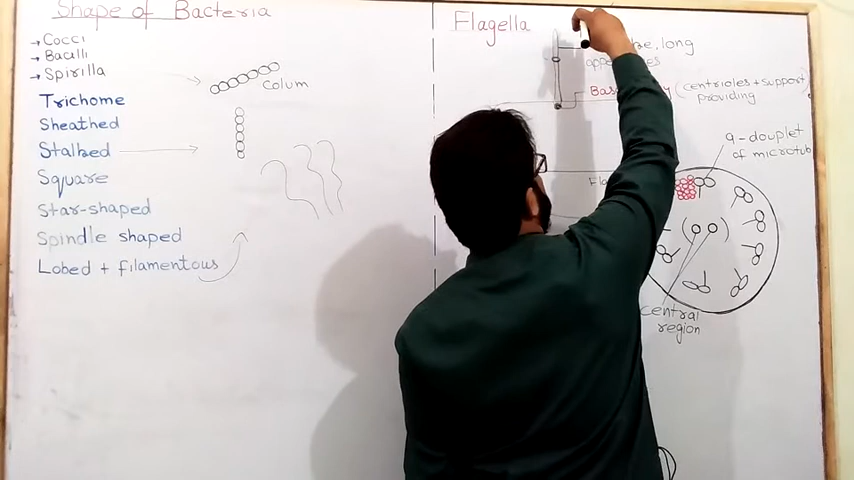 Shape of Bacteria
Cocci
Bacilli
Spirilla
Colum
Trichome
Sheathed
Stalked
Square
Star-shaped
Spindle shaped
Lobed + filamentous
Flagella
long
(centrioles + support
providing
9-douplet
of microtub
central
region